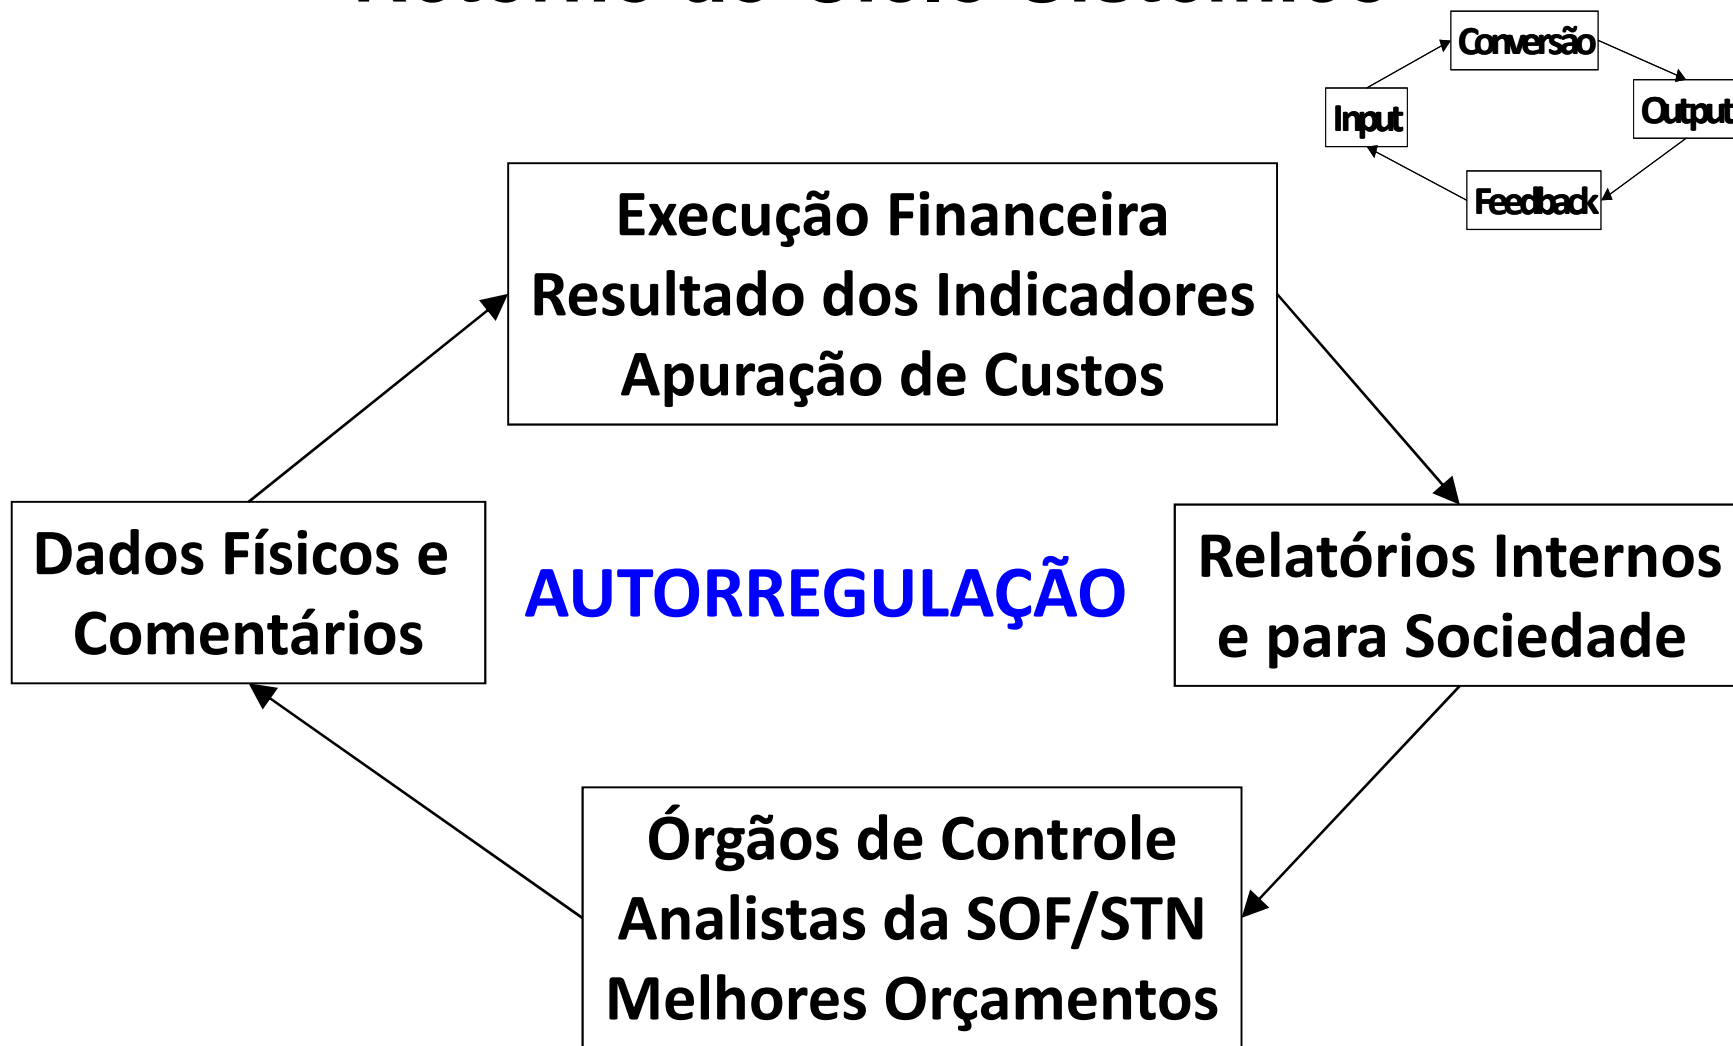 Conversão
Input
Output
Feedback
Execução Financeira
Resultado dos Indicadores
Apuração de Custos
Dados Físicos e
Comentários
AUTORREGULAÇÃO
Relatórios Internos
e para Sociedade
Órgãos de Controle
Analistas da SOF/STN
Melhores Orçamentos